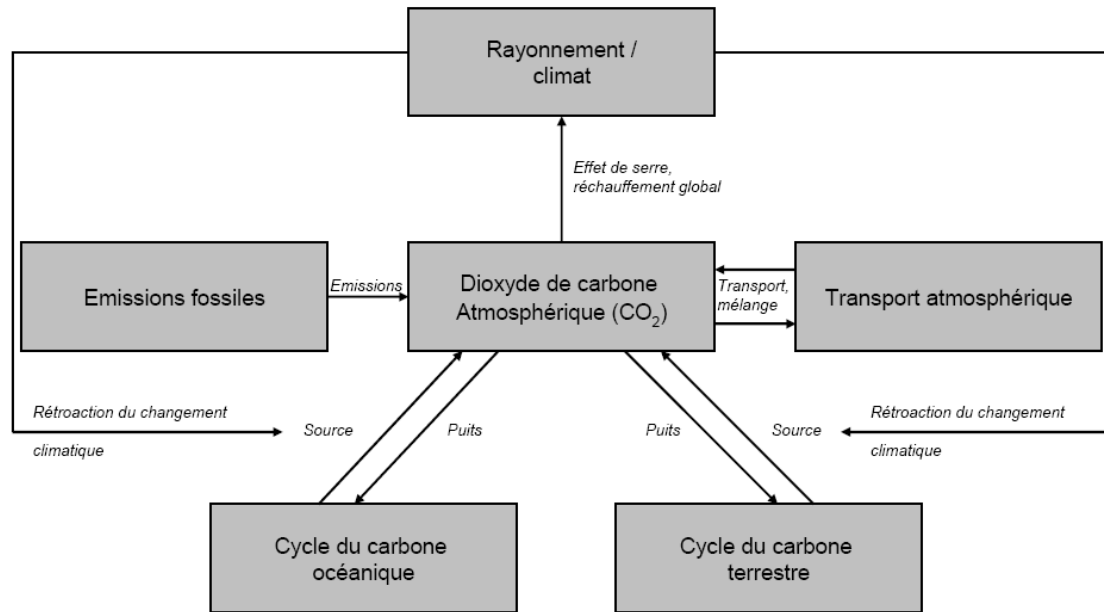 Rayonnement /
climat
Effet de serre,
réchauffement global
Emissions fossiles
Emissions
Dioxyde de carbone
Atmosphérique (CO₂)
Transport,
mélange
Transport atmosphérique
Rétroaction du changement
climatique
Source
Puits
Puits
Source
Rétroaction du changement
climatique
Cycle du carbone
océanique
Cycle du carbone
terrestre